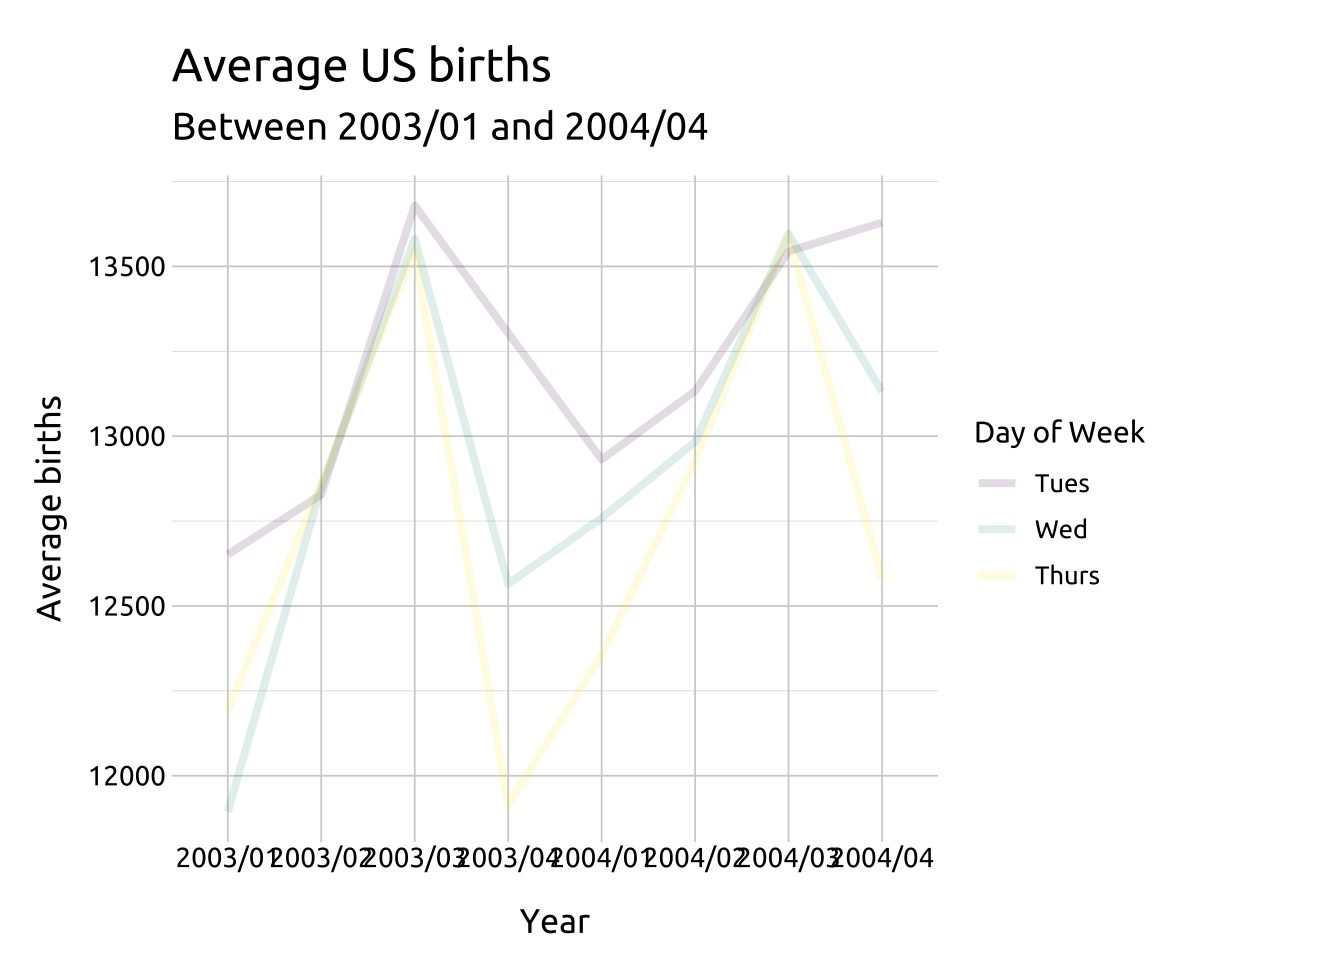 Average US births
Between 2003/01 and 2004/04
Average births
13500
13000
12500
12000
2003/01 2003/02 2003/03 2003/04 2004/01 2004/02 2004/03 2004/04
Year
Day of Week
Tues
Wed
Thurs